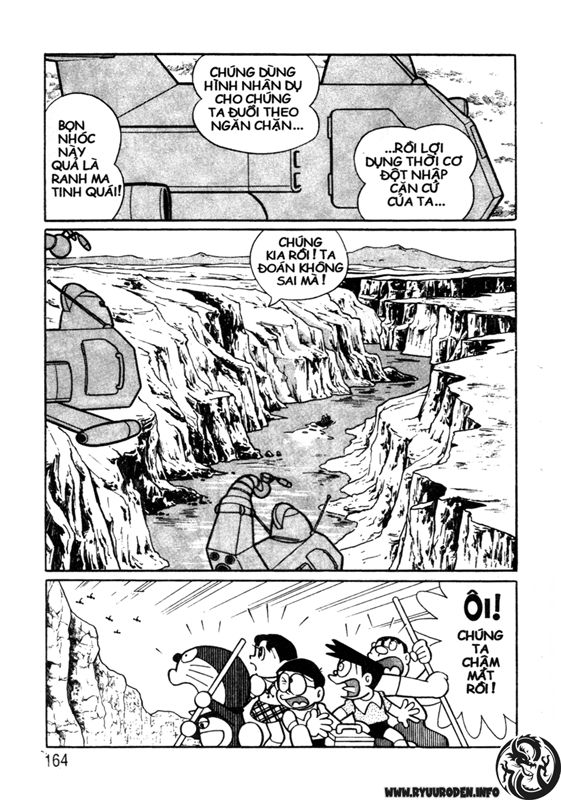 CHÚNG DÙNG
HÌNH NHÂN DỤ
CHO CHÚNG
TA ĐUỔI THEO
NGĂN CHẶN...
BỌN
NHÓC
NÀY
QUẢ LÀ
RANH MA
TINH QUÁI!
...RỒI LỢI
DỤNG THỜI CƠ
ĐỘT NHẬP
CĂN CỨ
CỦA TA...
CHÚNG
KIA RỒI! TA
ĐOÁN KHÔNG
SAI MÀ!
ÔI!
CHÚNG
TA
CHẬM
MẤT
RỒI!
164
WWW.RYUURODEN.INFO